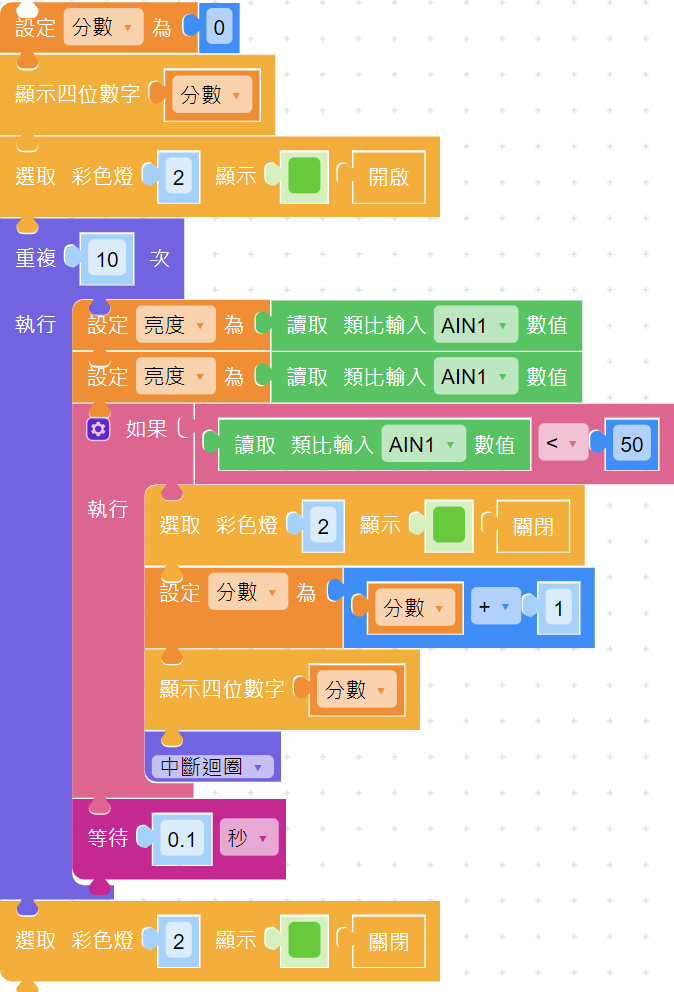 設定 分數 為 0
顯示四位數字 分數
選取 彩色燈 2 顯示 開啟
重複 10 次
執行 設定 亮度 為 讀取 類比輸入 AIN1 數值
設定 亮度 為 讀取 類比輸入 AIN1 數值
如果 讀取 類比輸入 AIN1 數值 < 50
執行 選取 彩色燈 2 顯示 關閉
設定 分數 為 分數 + 1
顯示四位數字 分數
中斷迴圈
等待 0.1 秒
選取 彩色燈 2 顯示 關閉